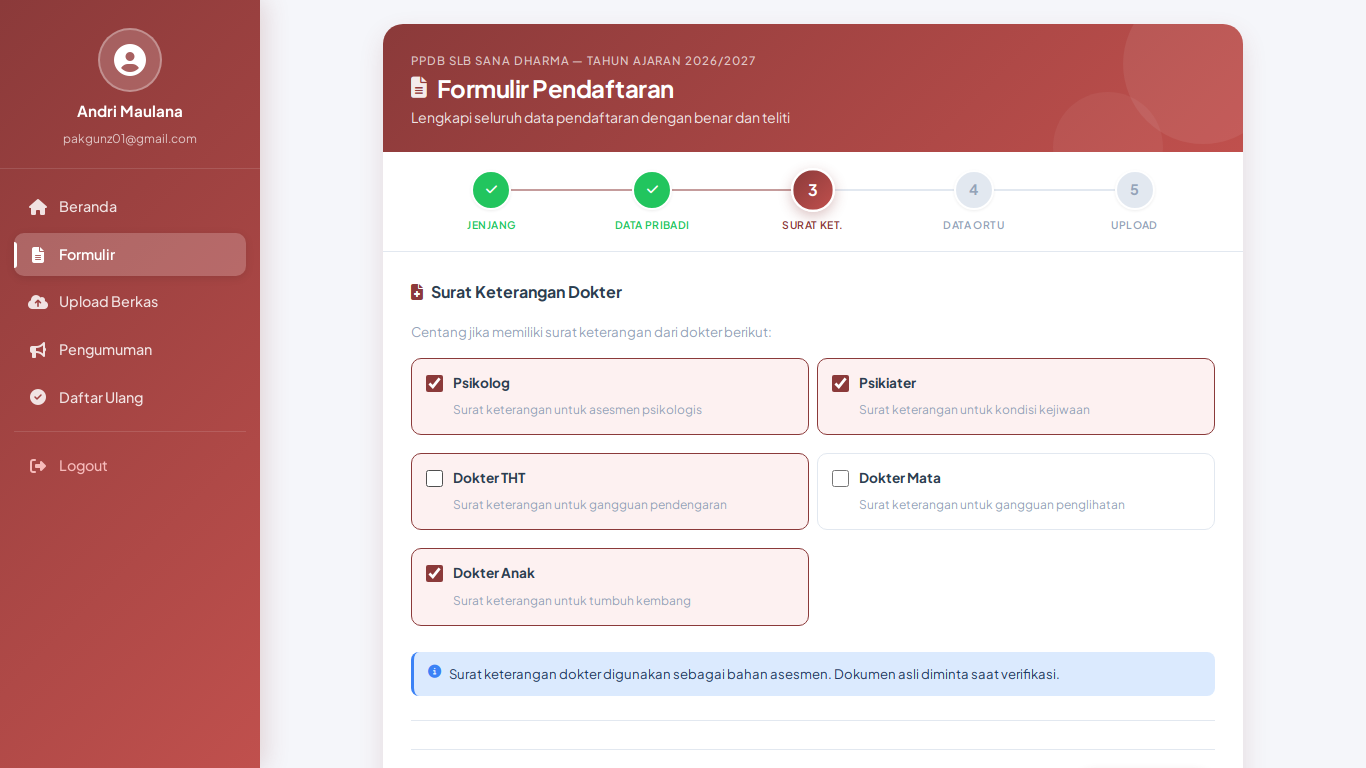 Andri Maulana
pakgunz01@gmail.com
Beranda
Formulir
Upload Berkas
Pengumuman
Daftar Ulang
Logout
PPDB SLB SANA DHARMA — TAHUN AJARAN 2026/2027
Formulir Pendaftaran
Lengkapi seluruh data pendaftaran dengan benar dan teliti
3
4
5
JENJANG
DATA PRIBADI
SURAT KET.
DATA ORTU
UPLOAD
Surat Keterangan Dokter
Centang jika memiliki surat keterangan dari dokter berikut:
Psikolog
Surat keterangan untuk asesmen psikologis
Psikiater
Surat keterangan untuk kondisi kejiwaan
Dokter THT
Surat keterangan untuk gangguan pendengaran
Dokter Mata
Surat keterangan untuk gangguan penglihatan
Dokter Anak
Surat keterangan untuk tumbuh kembang
Surat keterangan dokter digunakan sebagai bahan asesmen. Dokumen asli diminta saat verifikasi.